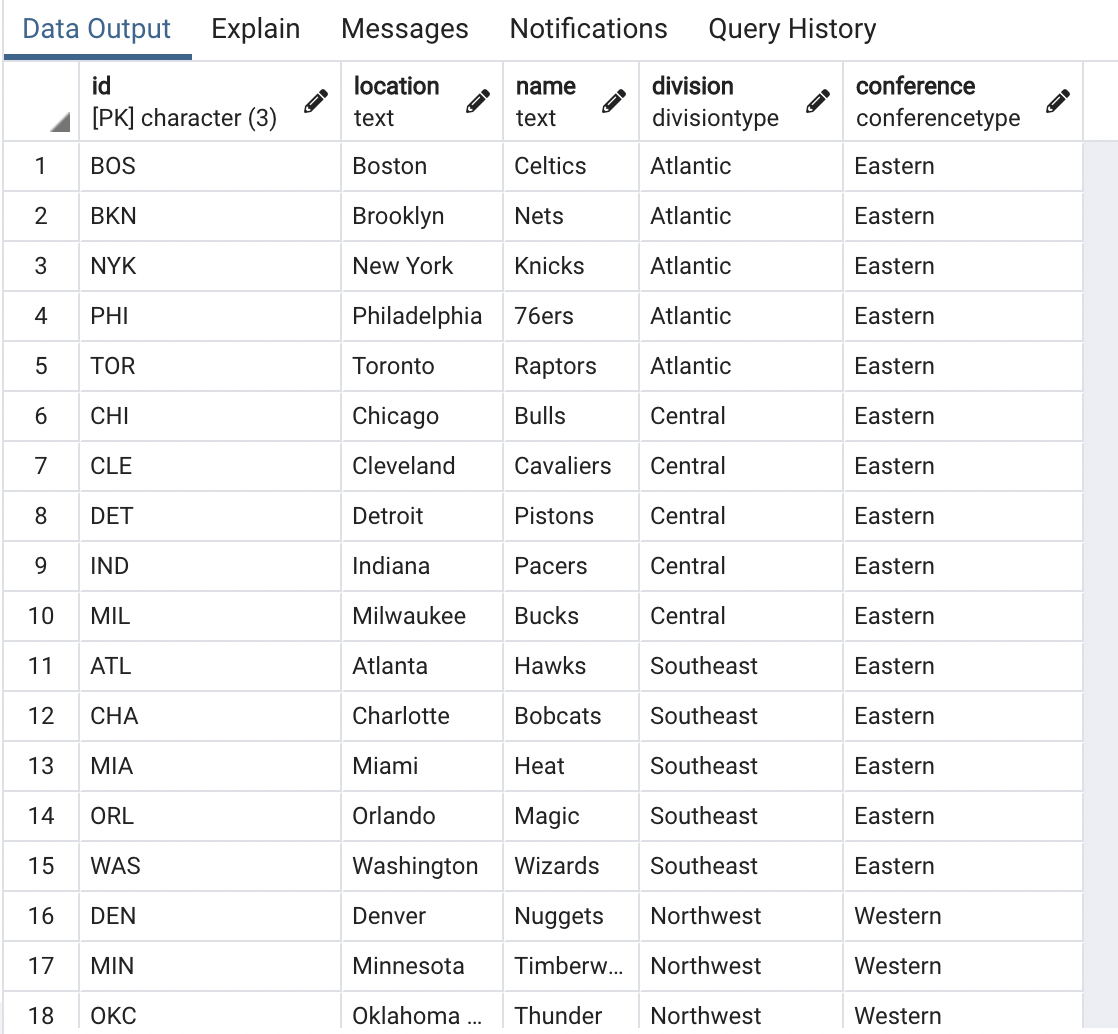 Data Output Explain Messages Notifications Query History
id location name division conference
[PK] character (3) text text divisiontype conferencetype
1 BOS Boston Celtics Atlantic Eastern
2 BKN Brooklyn Nets Atlantic Eastern
3 NYK New York Knicks Atlantic Eastern
4 PHI Philadelphia 76ers Atlantic Eastern
5 TOR Toronto Raptors Atlantic Eastern
6 CHI Chicago Bulls Central Eastern
7 CLE Cleveland Cavaliers Central Eastern
8 DET Detroit Pistons Central Eastern
9 IND Indiana Pacers Central Eastern
10 MIL Milwaukee Bucks Central Eastern
11 ATL Atlanta Hawks Southeast Eastern
12 CHA Charlotte Bobcats Southeast Eastern
13 MIA Miami Heat Southeast Eastern
14 ORL Orlando Magic Southeast Eastern
15 WAS Washington Wizards Southeast Eastern
16 DEN Denver Nuggets Northwest Western
17 MIN Minnesota Timberw... Northwest Western
18 OKC Oklahoma ... Thunder Northwest Western